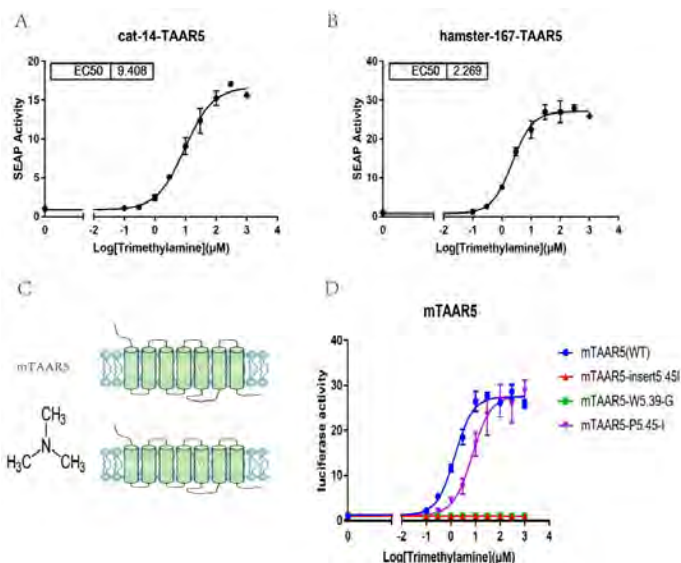 A
cat-14-TAAR5
EC50 9.408
SEAP Activity
20
15
10
5
0
0 -2 -1 0 1 2 3 4
Log[Trimethylamine](μM)
B
hamster-167-TAAR5
EC50 2.269
SEAP Activity
40
30
20
10
0
0 -2 -1 0 1 2 3 4
Log[Trimethylamine](μM)
C
mTAAR5
CH₃
N
H₃C CH₃
D
mTAAR5
luciferase activity
40
30
20
10
0
0 -2 -1 0 1 2 3 4
Log[Trimethylamine](μM)
mTAAR5(WT)
mTAAR5-insert5.45I
mTAAR5-W5.39-G
mTAAR5-P5.45-I